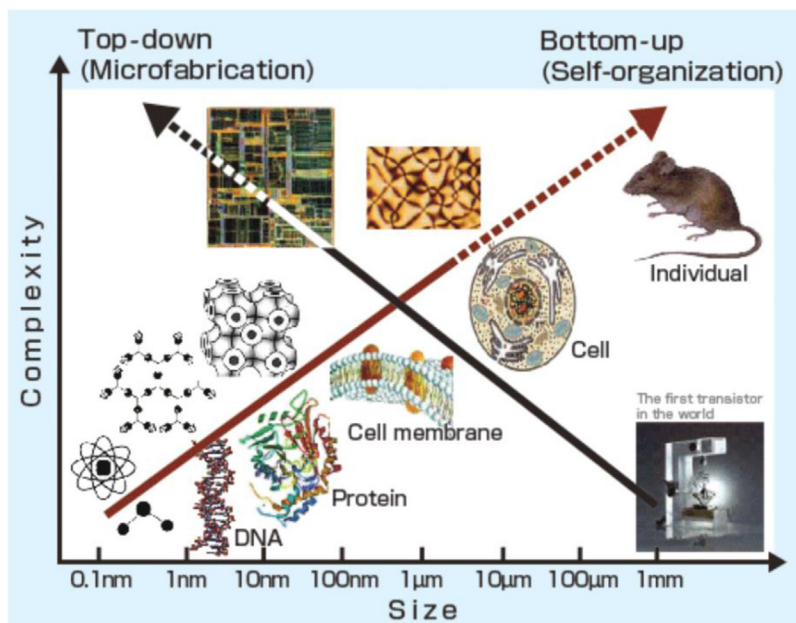 Top-down
(Microfabrication)
Bottom-up
(Self-organization)
Complexity
Individual
Cell
The first transistor
in the world
Cell membrane
Protein
DNA
0.1nm 1nm 10nm 100nm 1μm 10μm 100μm 1mm
Size